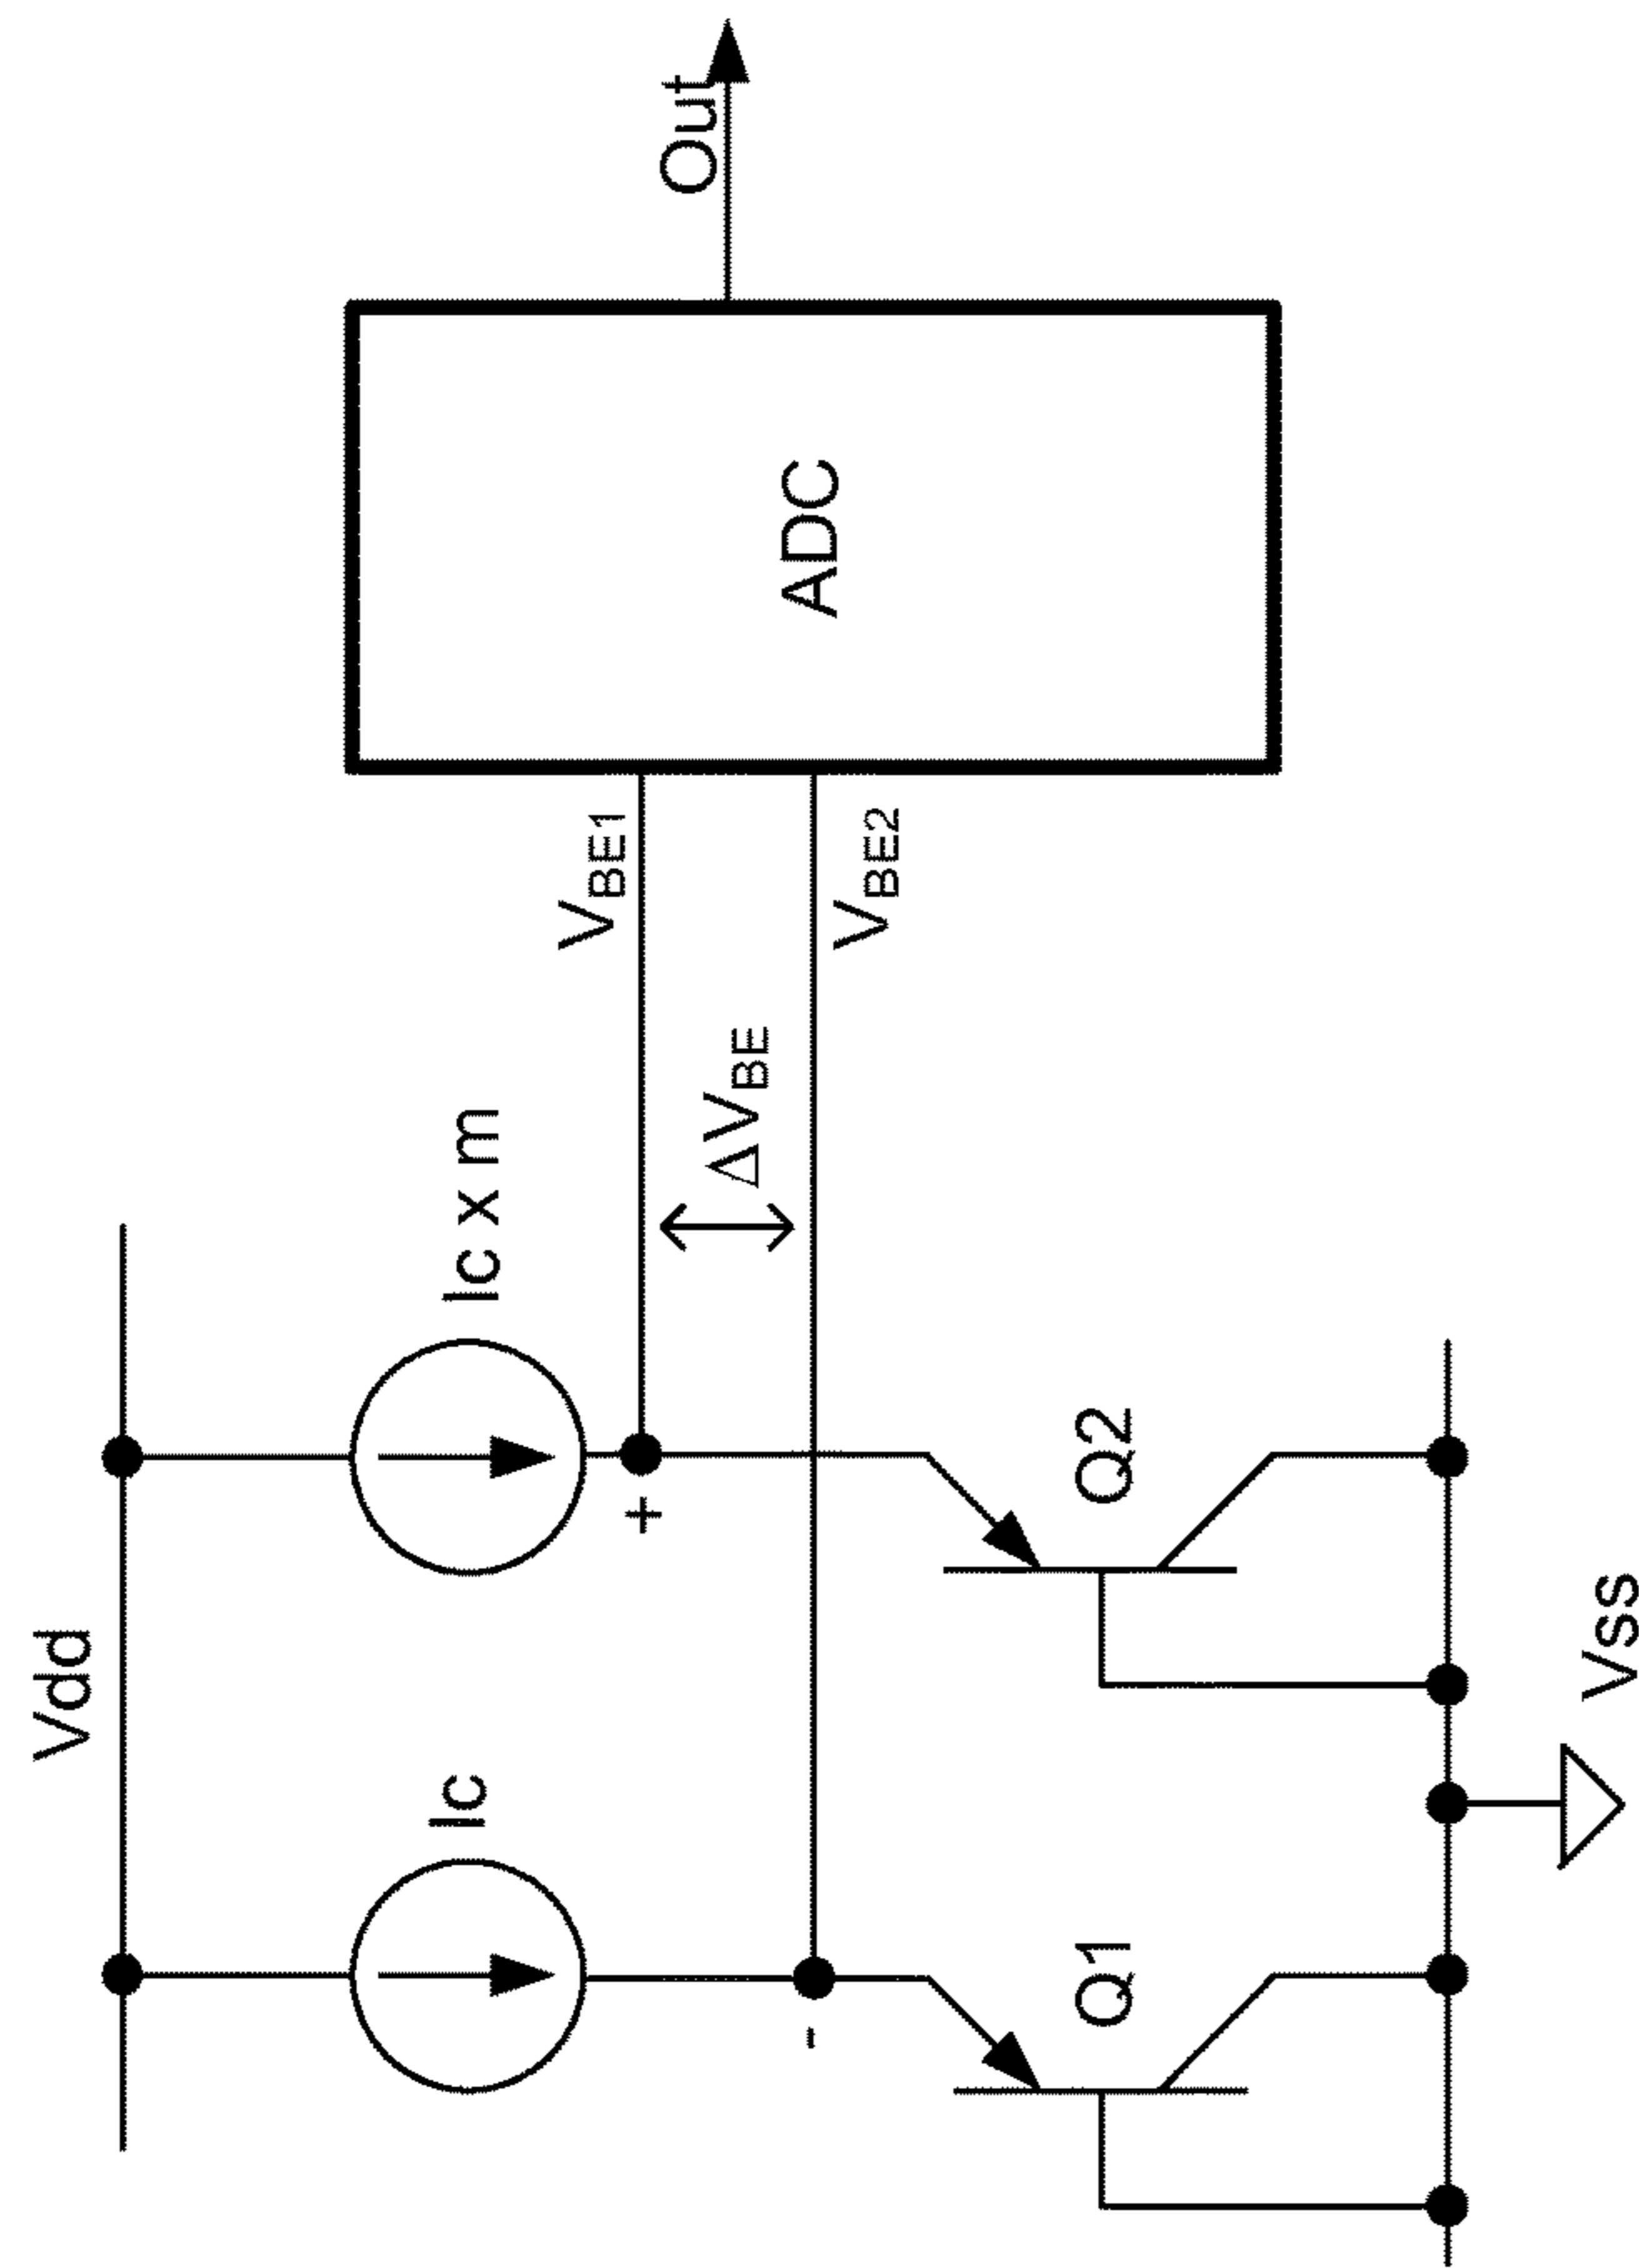 Vdd
Ic
Ic x m
+
-
ΔVBE
VBE1
VBE2
ADC
Out
Q1
Q2
Vss